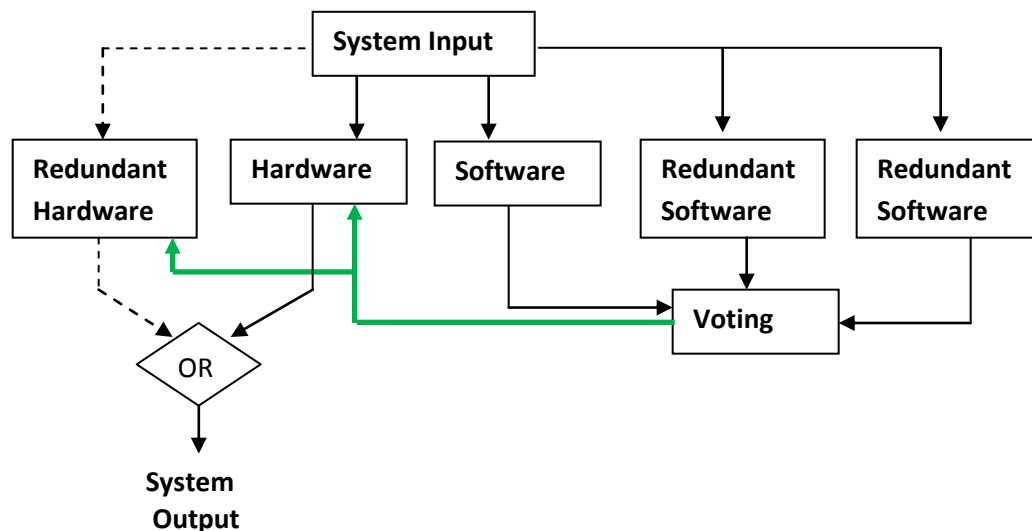 System Input
Redundant
Hardware
Hardware
Software
Redundant
Software
Redundant
Software
Voting
OR
System
Output